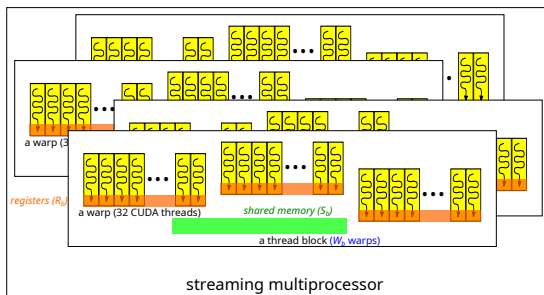 a warp (3
registers (R_b)
a warp (32 CUDA threads)
shared memory (S_b)
a thread block (W_b warps)
streaming multiprocessor